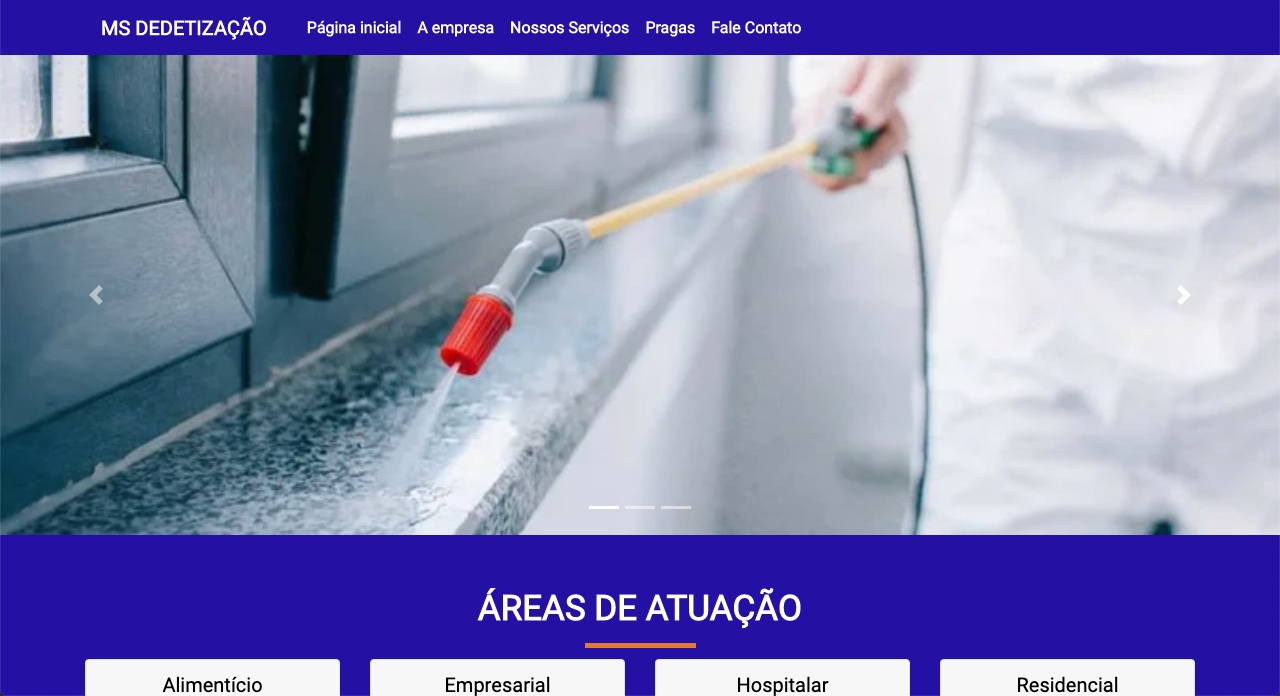 MS DEDETIZAÇÃO Página inicial A empresa Nossos Serviços Pragas Fale Contato
ÁREAS DE ATUAÇÃO
Alimentício Empresarial Hospitalar Residencial